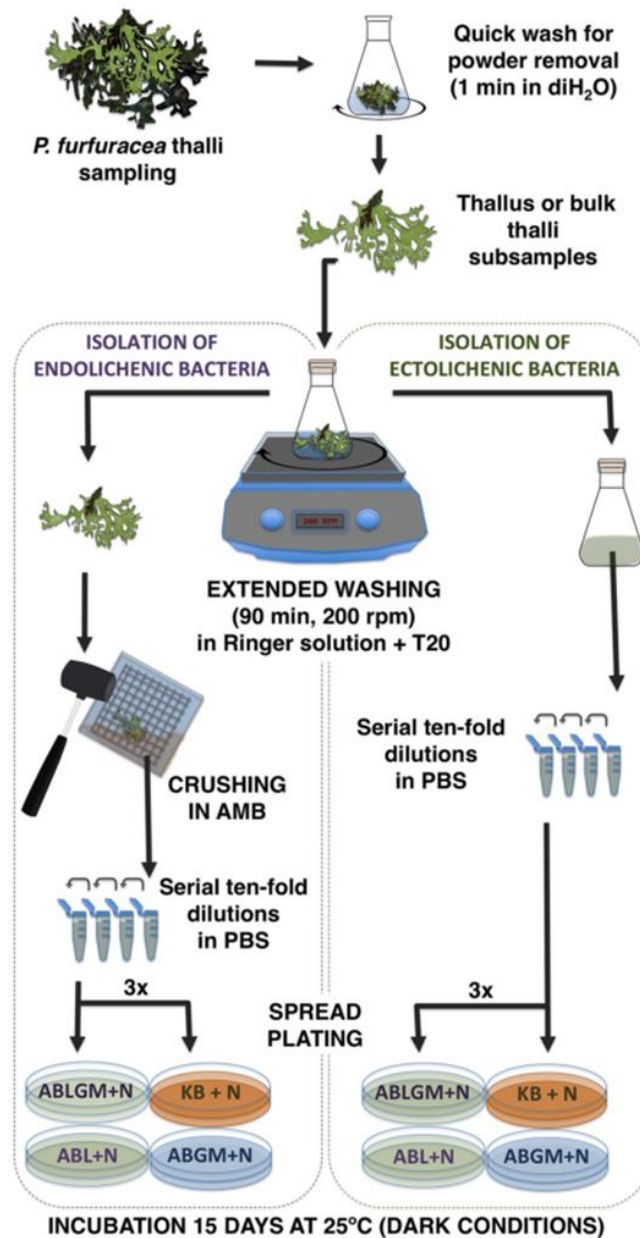 Quick wash for
powder removal
(1 min in diH₂O)
P. furfuracea thalli
sampling
Thallus or bulk
thalli
subsamples
ISOLATION OF
ENDOLICHENIC BACTERIA
ISOLATION OF
ECTOLICHENIC BACTERIA
200 RPM
EXTENDED WASHING
(90 min, 200 rpm)
in Ringer solution + T20
Serial ten-fold
dilutions
in PBS
CRUSHING
IN AMB
Serial ten-fold
dilutions
in PBS
3x
3x
SPREAD
PLATING
ABLGM+N
KB + N
ABL+N
ABGM+N
ABLGM+N
KB + N
ABL+N
ABGM+N
INCUBATION 15 DAYS AT 25ºC (DARK CONDITIONS)